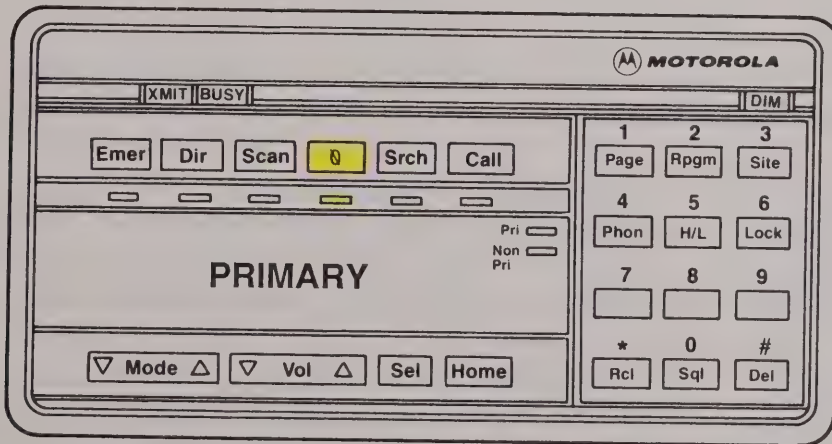 MOTOROLA
XMIT BUSY
DIM
Emer Dir Scan Srch Call
1 2 3
Page Rpgm Site
4 5 6
Phon H/L Lock
Pri
Non
Pri
PRIMARY
7 8 9
▽ Mode △ ▽ Vol △ Sel Home
* 0 #
Rcl Sql Del